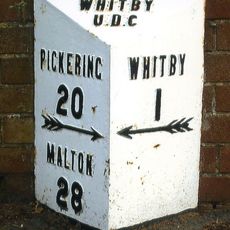 WHITBY
U.D.C
PICKERING
20
MALTON
28
WHITBY
1